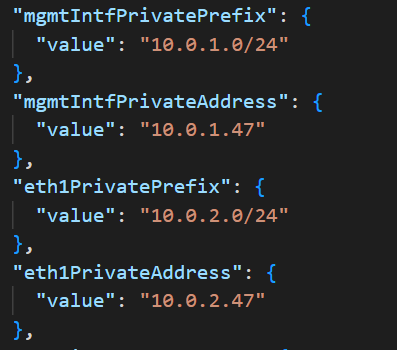 "mgmtIntfPrivatePrefix": {
"value": "10.0.1.0/24"
},
"mgmtIntfPrivateAddress": {
"value": "10.0.1.47"
},
"eth1PrivatePrefix": {
"value": "10.0.2.0/24"
},
"eth1PrivateAddress": {
"value": "10.0.2.47"
},